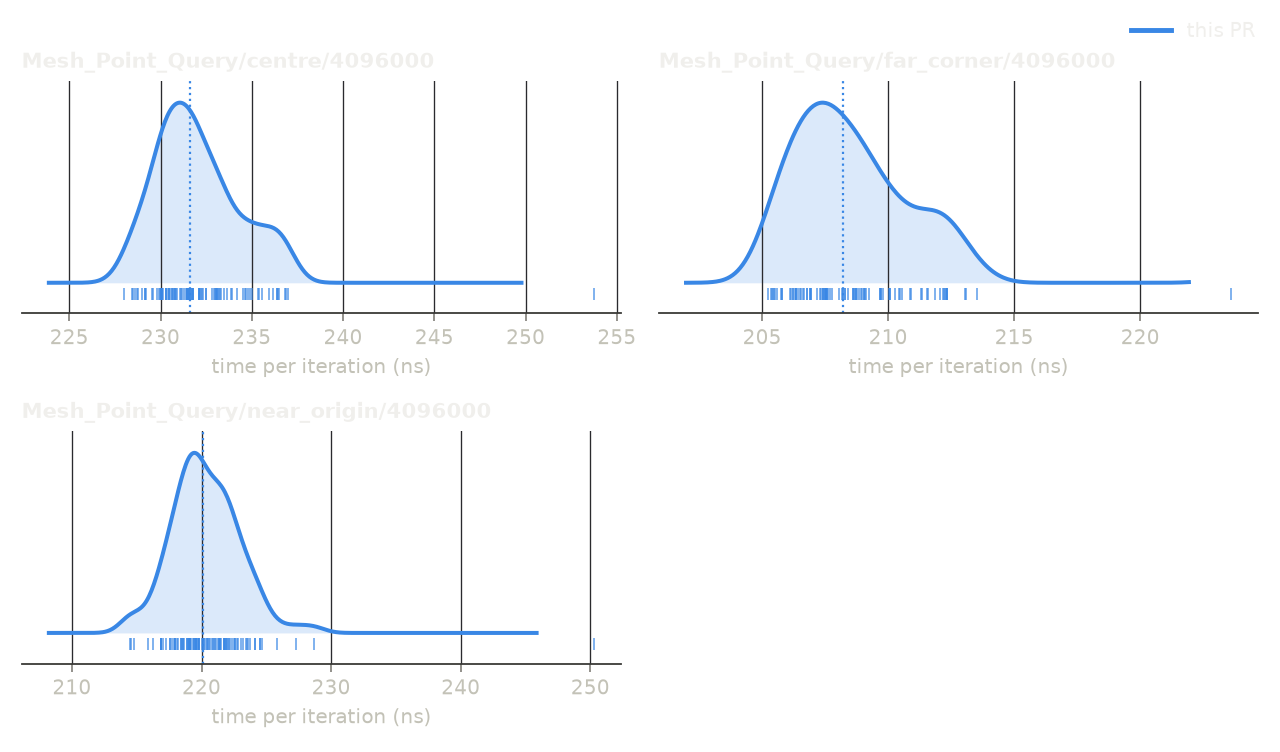 this PR
Mesh_Point_Query/centre/4096000
225 230 235 240 245 250 255
time per iteration (ns)
Mesh_Point_Query/far_corner/4096000
205 210 215 220
time per iteration (ns)
Mesh_Point_Query/near_origin/4096000
210 220 230 240 250
time per iteration (ns)